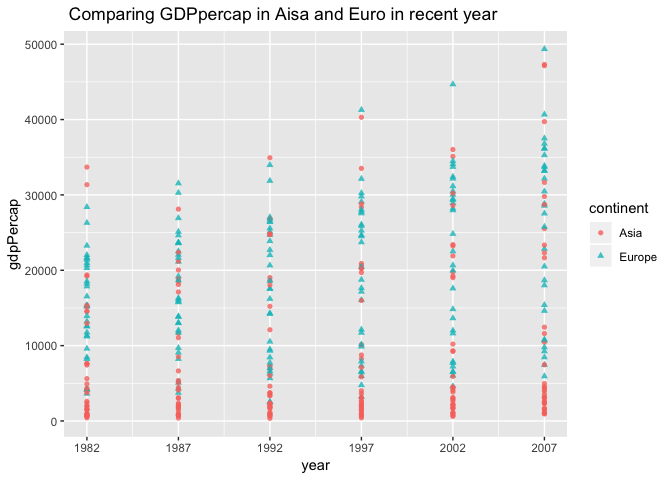 Comparing GDPpercap in Aisa and Euro in recent year
50000
40000
30000
20000
10000
0
gdpPercap
1982 1987 1992 1997 2002 2007
year
continent
Asia
Europe